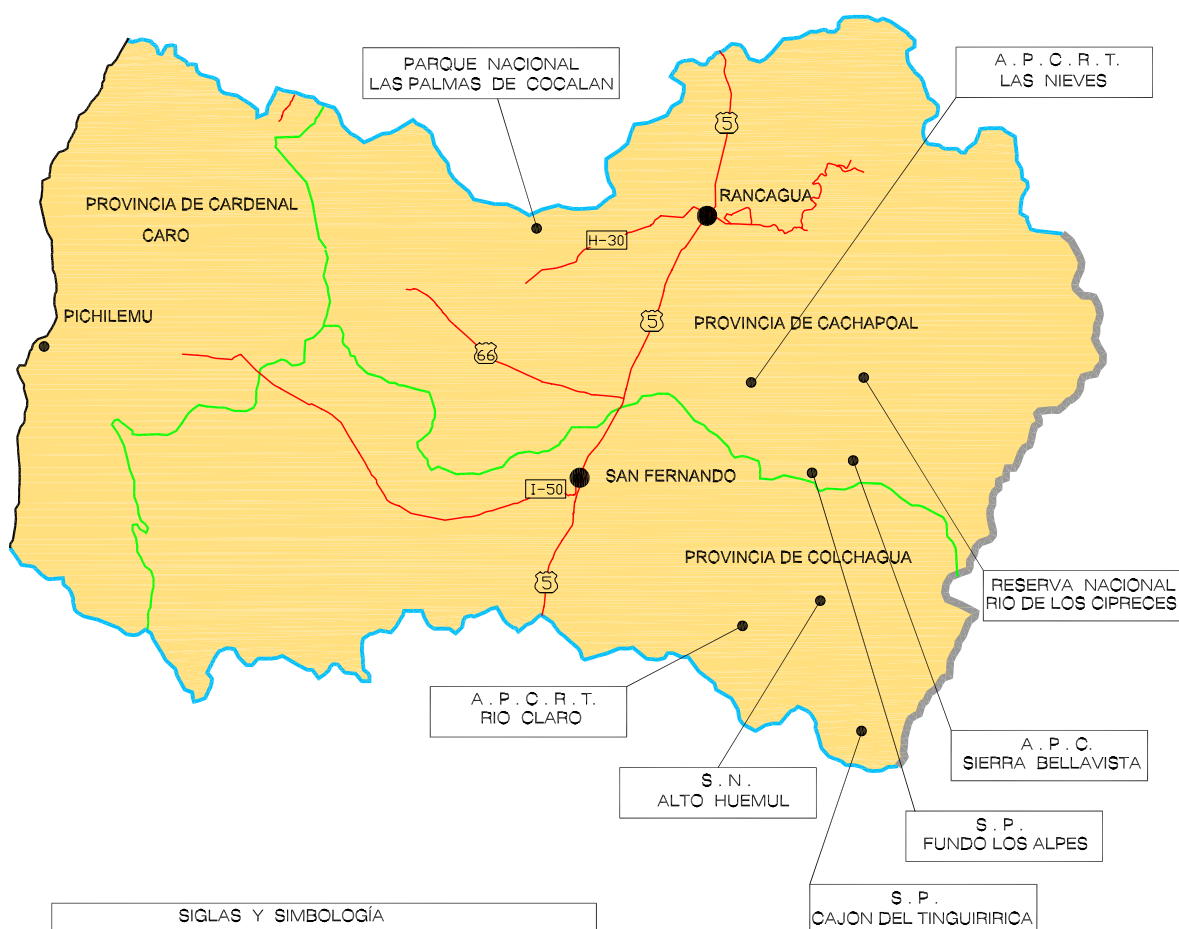 PARQUE NACIONAL
LAS PALMAS DE COCALAN
A.P.C.R.T.
LAS NIEVES
5
RANCAGUA
PROVINCIA DE CARDENAL
CARO
H-30
PICHILEMU
5
PROVINCIA DE CACHAPOAL
66
SAN FERNANDO
I-50
PROVINCIA DE COLCHAGUA
5
RESERVA NACIONAL
RIO DE LOS CIPRECES
A.P.C.R.T.
RIO CLARO
A.P.C.
SIERRA BELLAVISTA
S.N.
ALTO HUEMUL
S.P.
FUNDO LOS ALPES
S.P.
CAJON DEL TINGUIRIRICA
SIGLAS Y SIMBOLOGÍA